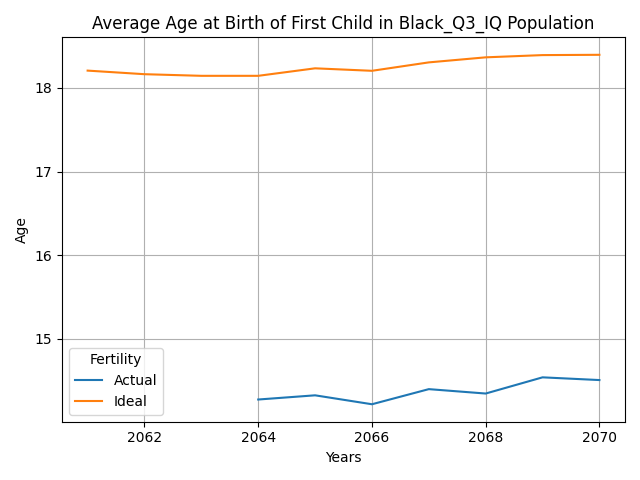 Average Age at Birth of First Child in Black_Q3_IQ Population
Age
18
17
16
15
Fertility
Actual
Ideal
2062
2064
2066
2068
2070
Years